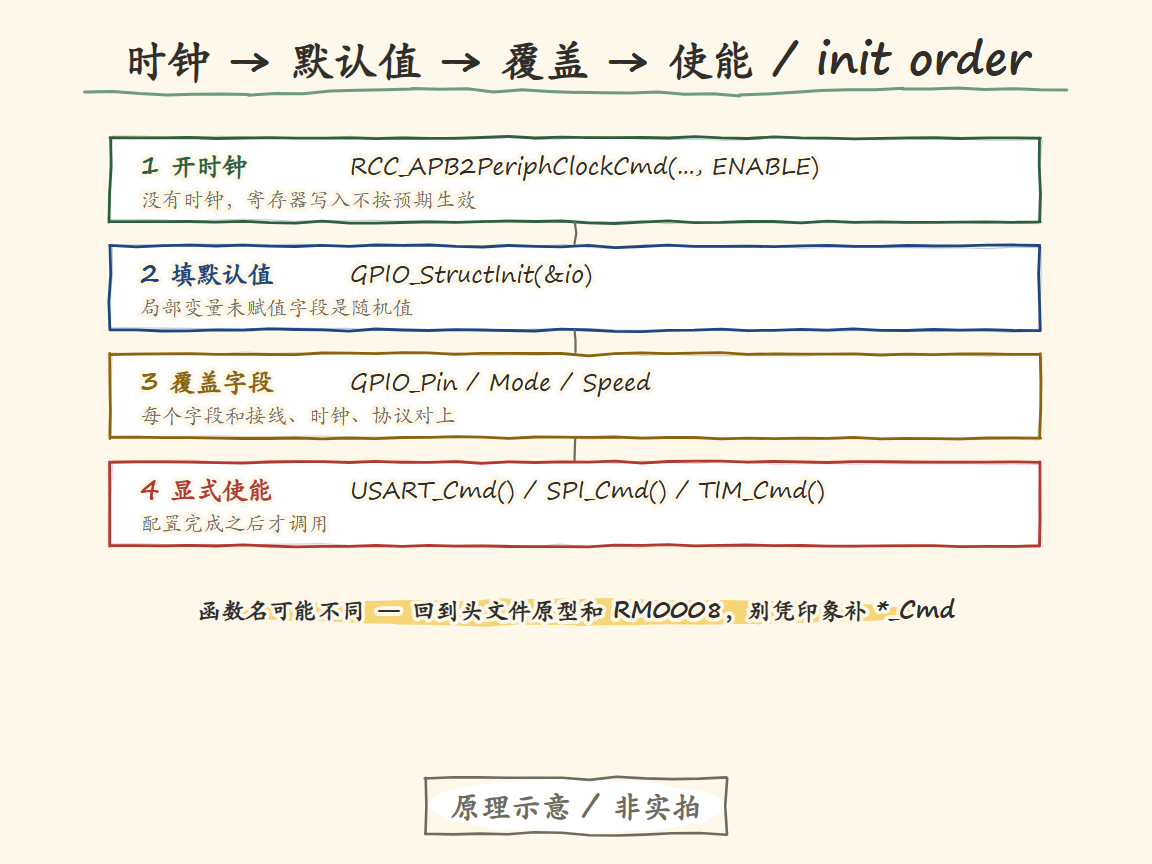 时钟 → 默认值 → 覆盖 → 使能 / init order
1 开时钟 RCC_APB2PeriphClockCmd(..., ENABLE)
没有时钟，寄存器写入不按预期生效
2 填默认值 GPIO_StructInit(&io)
局部变量未赋值字段是随机值
3 覆盖字段 GPIO_Pin / Mode / Speed
每个字段和接线、时钟、协议对上
4 显式使能 USART_Cmd() / SPI_Cmd() / TIM_Cmd()
配置完成之后才调用
函数名可能不同 — 回到头文件原型和 RM0008，别凭印象补 *_Cmd
原理示意 / 非实拍